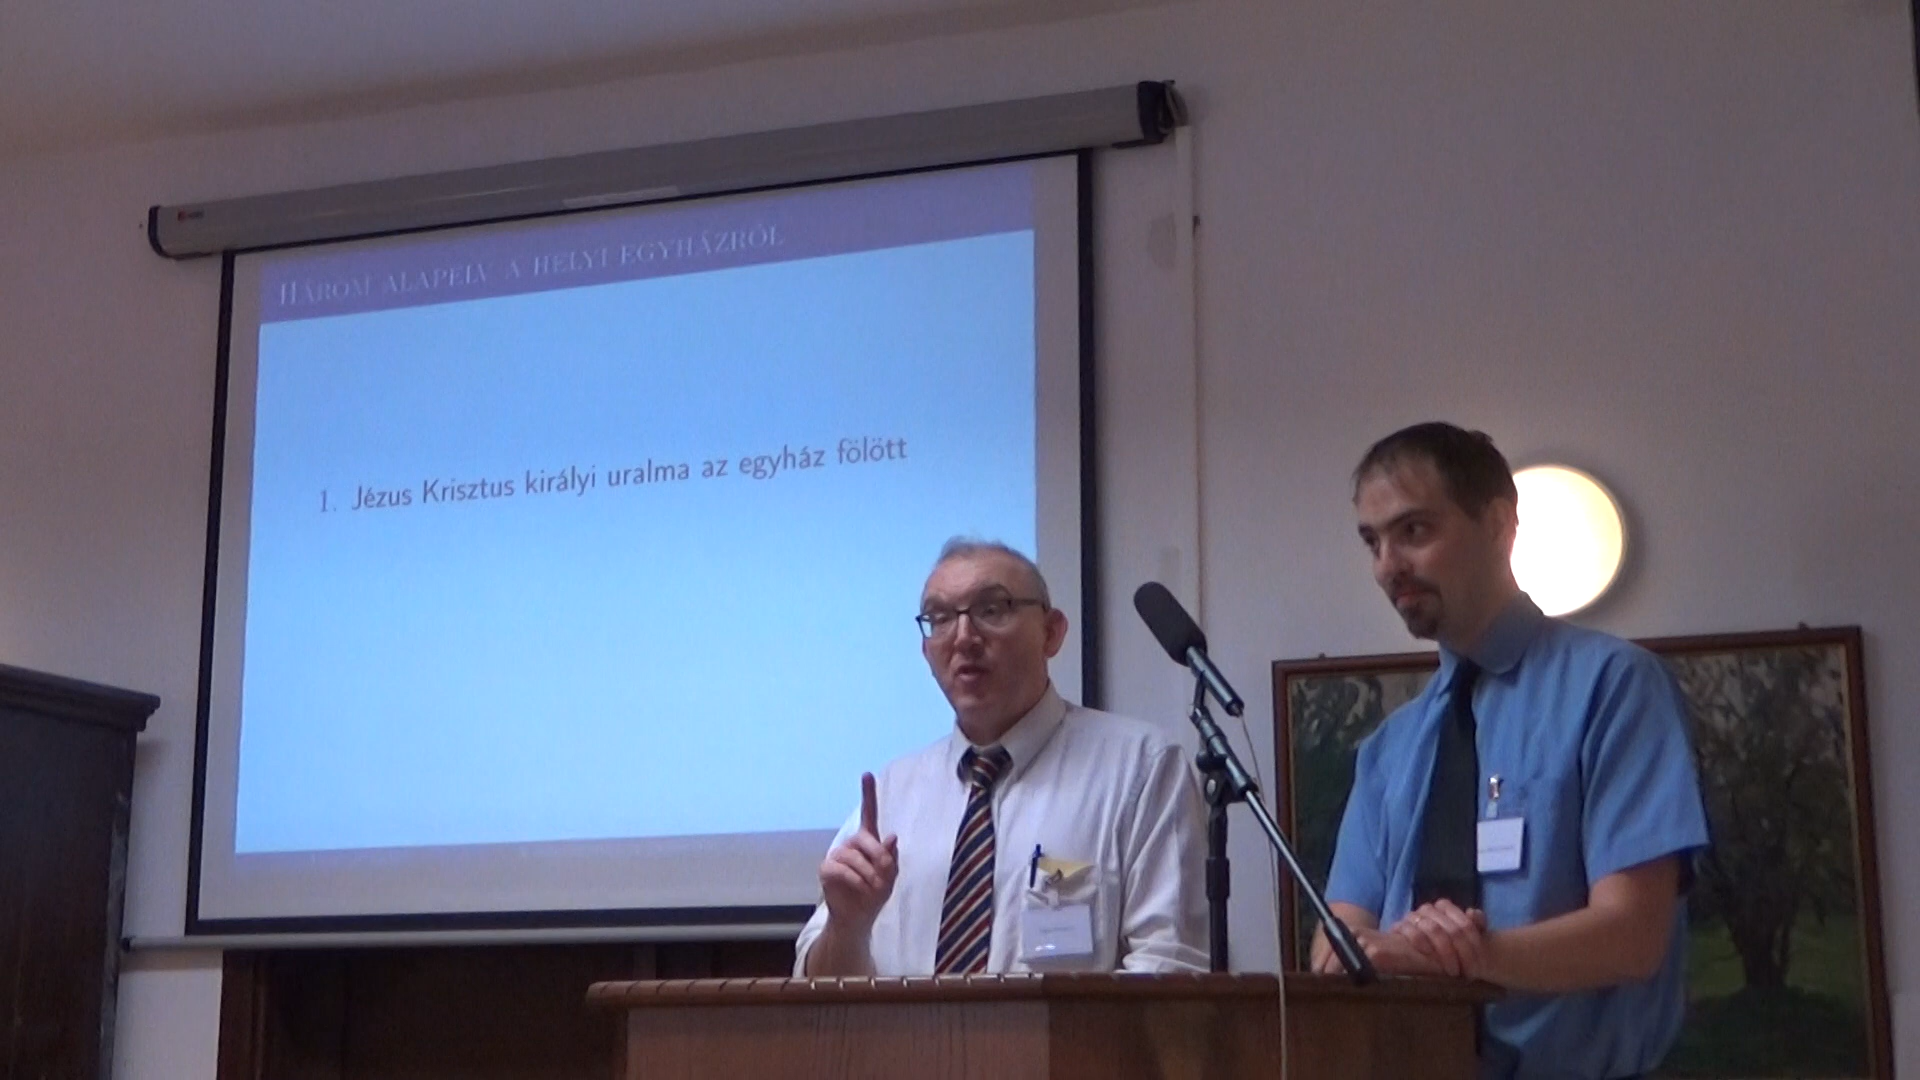 HÁROM ALAPELV A HELYI EGYHÁZRÓL
1. Jézus Krisztus királyi uralma az egyház fölött